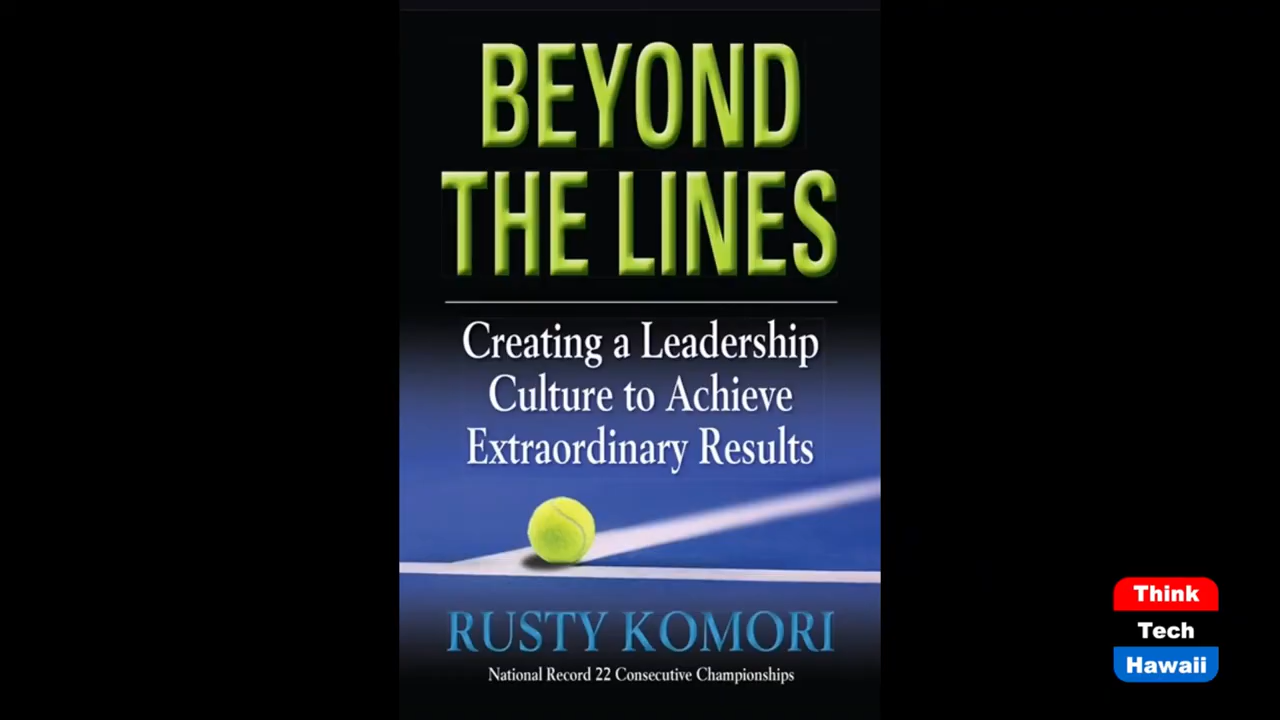 BEYOND
THE LINES
Creating a Leadership
Culture to Achieve
Extraordinary Results
RUSTY KOMORI
National Record 22 Consecutive Championships
Think
Tech
Hawaii